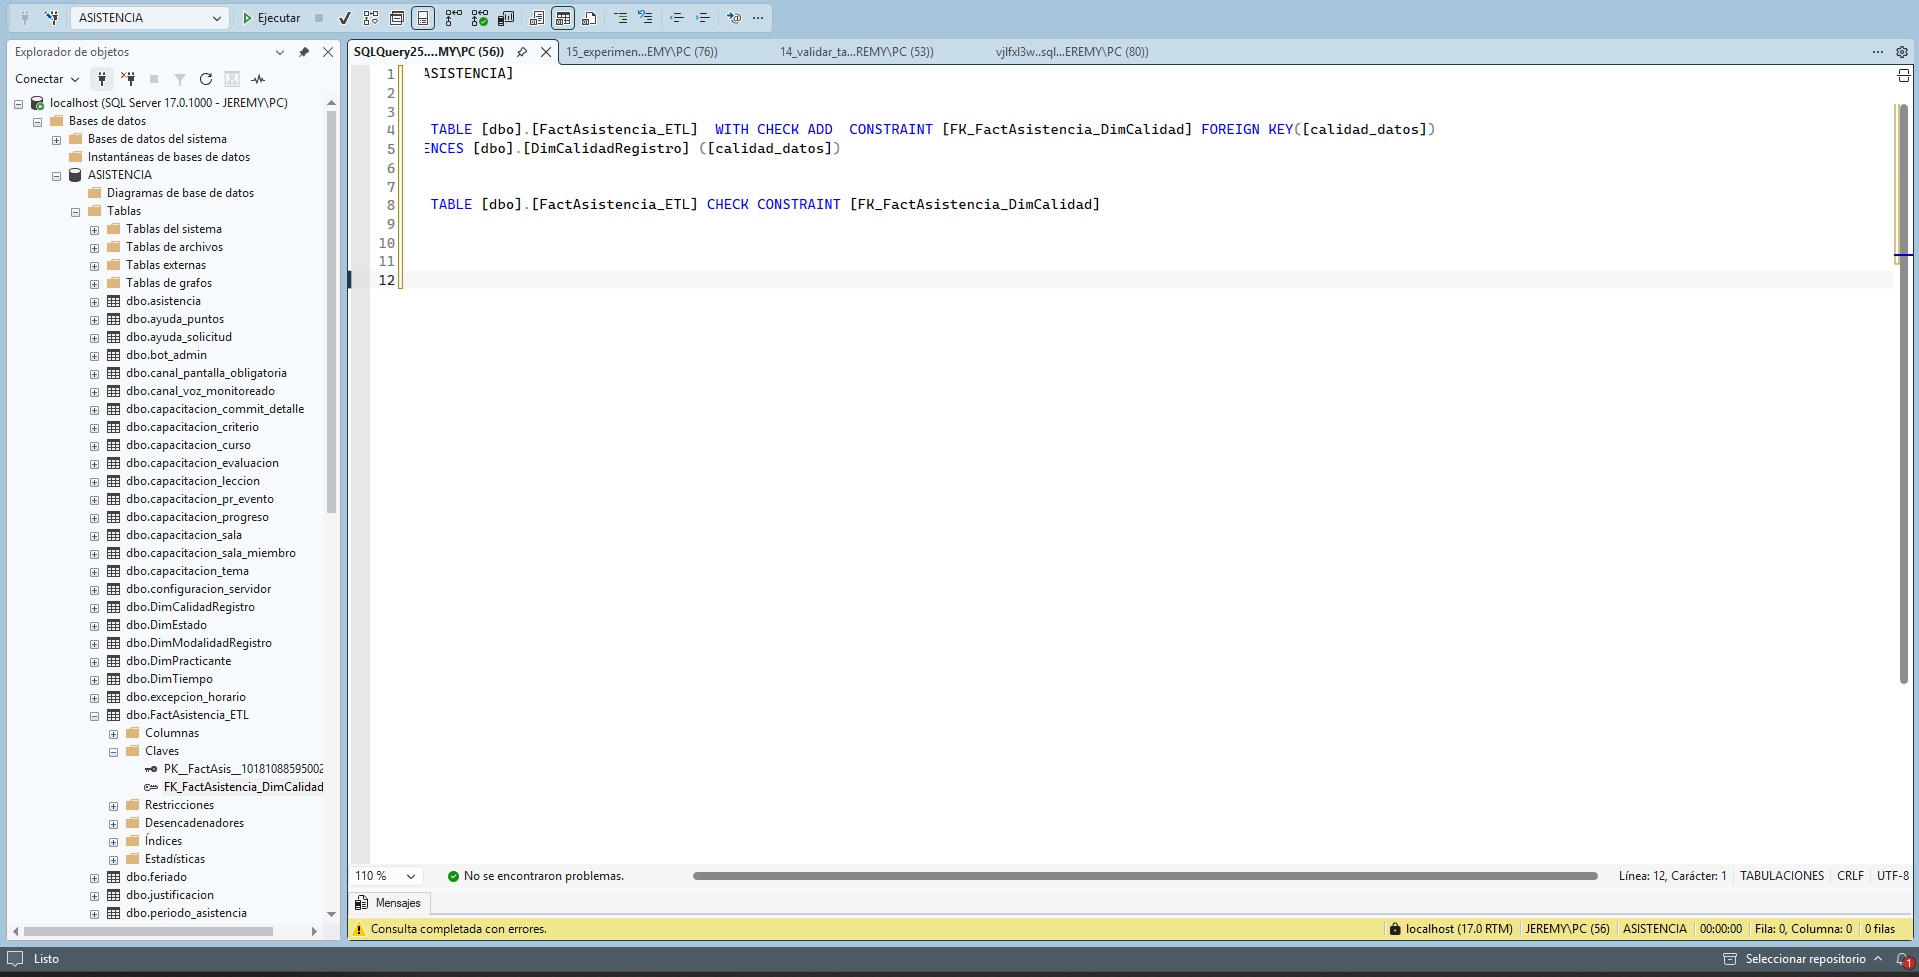 ASISTENCIA
Ejecutar
Explorador de objetos
Conectar
localhost (SQL Server 17.0.1000 - JEREMY\PC)
Bases de datos
Bases de datos del sistema
Instantáneas de bases de datos
ASISTENCIA
Diagramas de base de datos
Tablas
Tablas del sistema
Tablas de archivos
Tablas externas
Tablas de grafos
dbo.asistencia
dbo.ayuda_puntos
dbo.ayuda_solicitud
dbo.bot_admin
dbo.canal_pantalla_obligatoria
dbo.canal_voz_monitoreado
dbo.capacitacion_commit_detalle
dbo.capacitacion_criterio
dbo.capacitacion_curso
dbo.capacitacion_evaluacion
dbo.capacitacion_leccion
dbo.capacitacion_pr_evento
dbo.capacitacion_progreso
dbo.capacitacion_sala
dbo.capacitacion_sala_miembro
dbo.capacitacion_tema
dbo.configuracion_servidor
dbo.DimCalidadRegistro
dbo.DimEstado
dbo.DimModalidadRegistro
dbo.DimPracticante
dbo.DimTiempo
dbo.excepcion_horario
dbo.FactAsistencia_ETL
Columnas
Claves
PK__FactAsis__10181088595002
FK_FactAsistencia_DimCalidad
Restricciones
Desencadenadores
Índices
Estadísticas
dbo.feriado
dbo.justificacion
dbo.periodo_asistencia
SQLQuery25....MY\PC (56)) 15_experimen...EMY\PC (76)) 14_validar_ta...REMY\PC (53)) vjlfxl3w..sql...EREMY\PC (80))
1 ASISTENCIA]
2
3
4 TABLE [dbo].[FactAsistencia_ETL]  WITH CHECK ADD  CONSTRAINT [FK_FactAsistencia_DimCalidad] FOREIGN KEY([calidad_datos])
5 ENCES [dbo].[DimCalidadRegistro] ([calidad_datos])
6
7
8 TABLE [dbo].[FactAsistencia_ETL] CHECK CONSTRAINT [FK_FactAsistencia_DimCalidad]
9
10
11
12
110 % No se encontraron problemas. Línea: 12, Carácter: 1 TABULACIONES CRLF UTF-8
Mensajes
Consulta completada con errores. localhost (17.0 RTM) JEREMY\PC (56) ASISTENCIA 00:00:00 Fila: 0, Columna: 0 0 filas
Listo Seleccionar repositorio 1